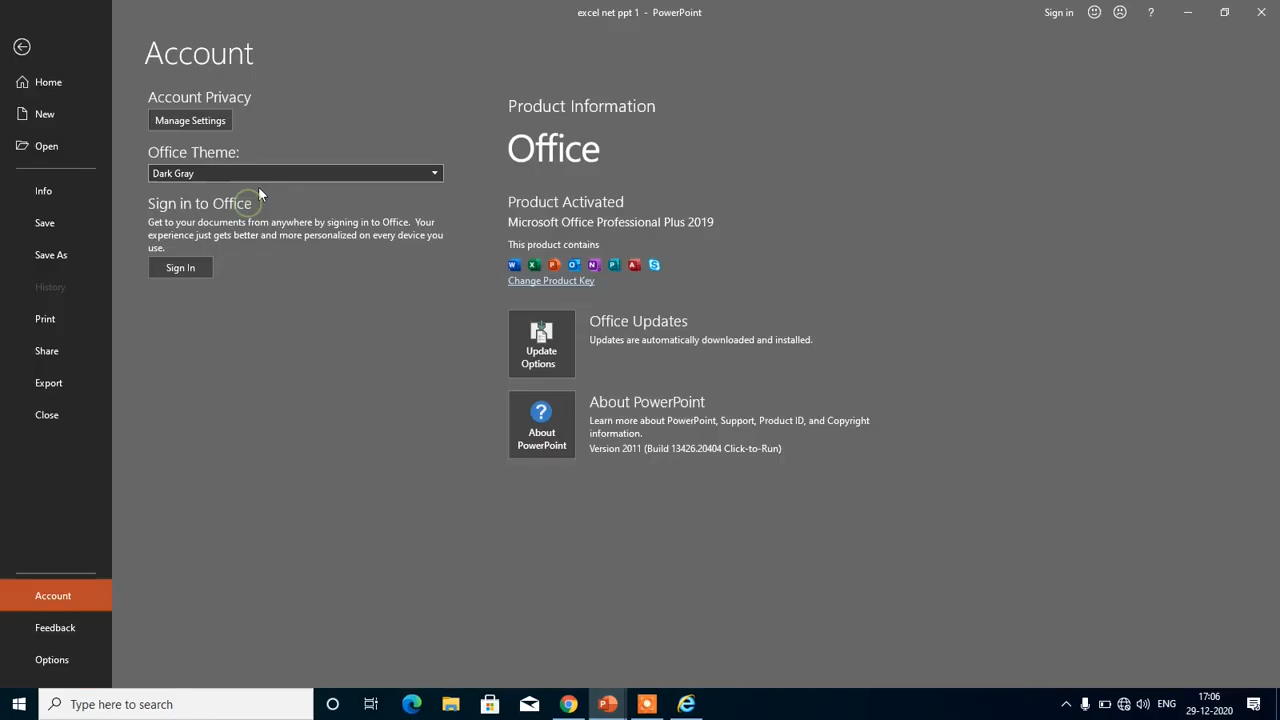 excel net ppt 1 - PowerPoint
Sign in
?
Account
Home
New
Open
Info
Save
Save As
History
Print
Share
Export
Close
Account
Feedback
Options
Account Privacy
Manage Settings
Office Theme:
Dark Gray
Sign in to Office
Get to your documents from anywhere by signing in to Office. Your
experience just gets better and more personalized on every device you
use.
Sign In
Product Information
Office
Product Activated
Microsoft Office Professional Plus 2019
This product contains
Change Product Key
Update
Options
Office Updates
Updates are automatically downloaded and installed.
?
About
PowerPoint
About PowerPoint
Learn more about PowerPoint, Support, Product ID, and Copyright
information.
Version 2011 (Build 13426.20404 Click-to-Run)
Type here to search
ENG
17:06
29-12-2020